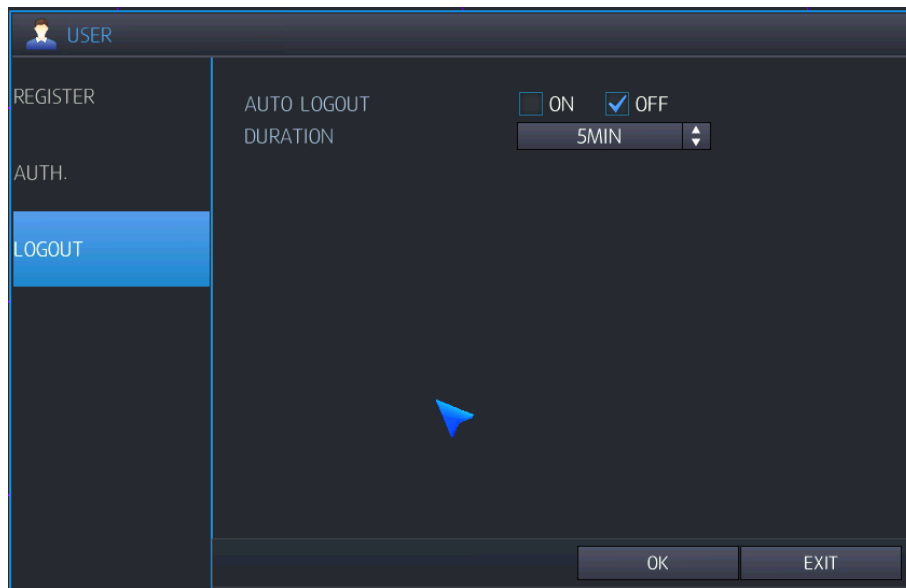 USER
REGISTER
AUTH.
LOGOUT
AUTO LOGOUT ON OFF
DURATION 5MIN
OK EXIT